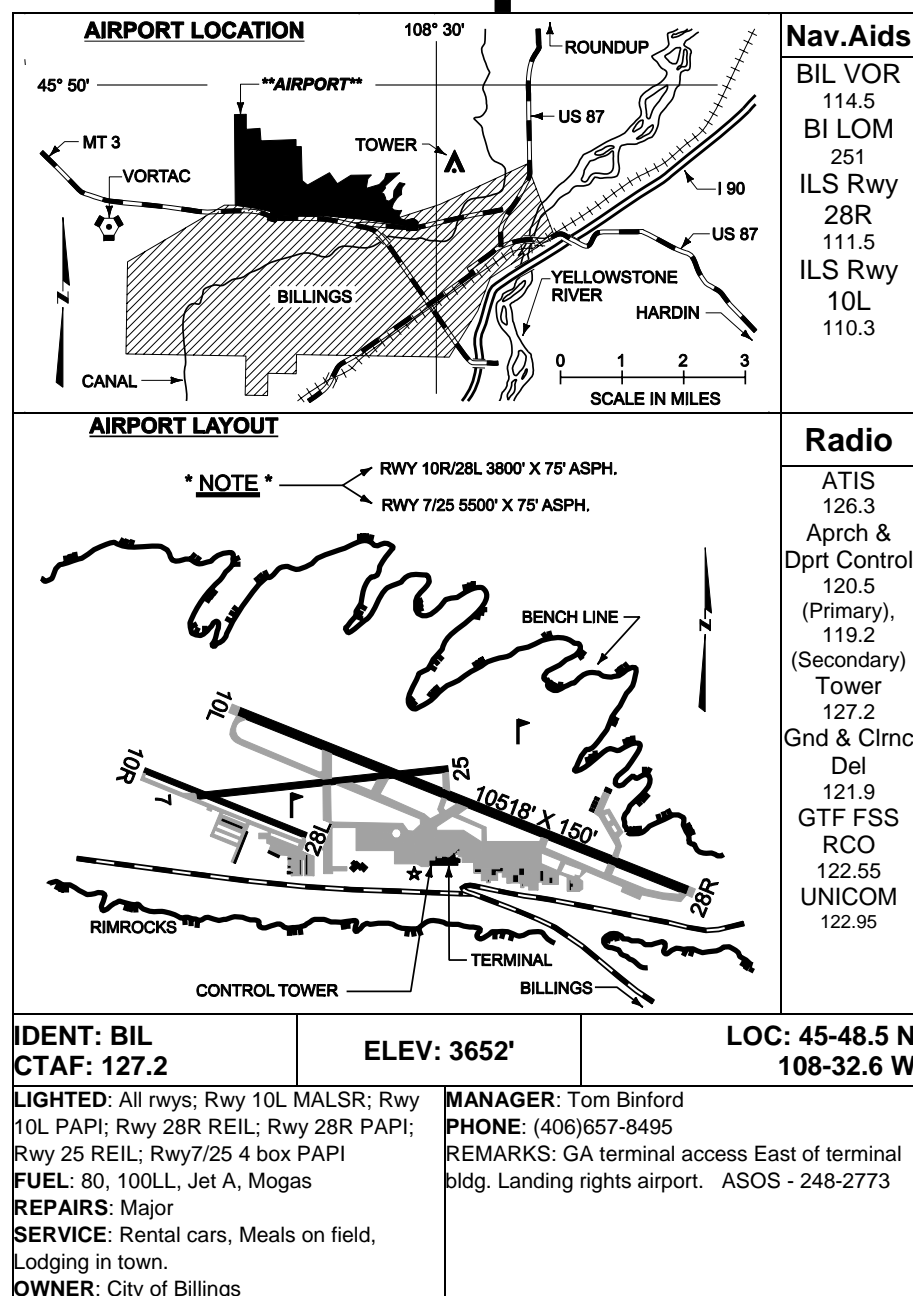 AIRPORT LOCATION
108° 30'
ROUNDUP
45° 50'
**AIRPORT**
US 87
MT 3
TOWER
VORTAC
I 90
US 87
N
BILLINGS
YELLOWSTONE
RIVER
HARDIN
CANAL
0 1 2 3
SCALE IN MILES
Nav.Aids
BIL VOR
114.5
BI LOM
251
ILS Rwy
28R
111.5
ILS Rwy
10L
110.3
AIRPORT LAYOUT
* NOTE *
RWY 10R/28L 3800' X 75' ASPH.
RWY 7/25 5500' X 75' ASPH.
BENCH LINE
N
10L
10R
25
7
10518' X 150'
28L
28R
RIMROCKS
TERMINAL
CONTROL TOWER
BILLINGS
Radio
ATIS
126.3
Aprch &
Dprt Control
120.5
(Primary),
119.2
(Secondary)
Tower
127.2
Gnd & Clrnc
Del
121.9
GTF FSS
RCO
122.55
UNICOM
122.95
IDENT: BIL
CTAF: 127.2
ELEV: 3652'
LOC: 45-48.5 N
108-32.6 W
LIGHTED: All rwys; Rwy 10L MALSR; Rwy
10L PAPI; Rwy 28R REIL; Rwy 28R PAPI;
Rwy 25 REIL; Rwy7/25 4 box PAPI
FUEL: 80, 100LL, Jet A, Mogas
REPAIRS: Major
SERVICE: Rental cars, Meals on field,
Lodging in town.
OWNER: City of Billings
MANAGER: Tom Binford
PHONE: (406)657-8495
REMARKS: GA terminal access East of terminal
bldg. Landing rights airport. ASOS - 248-2773